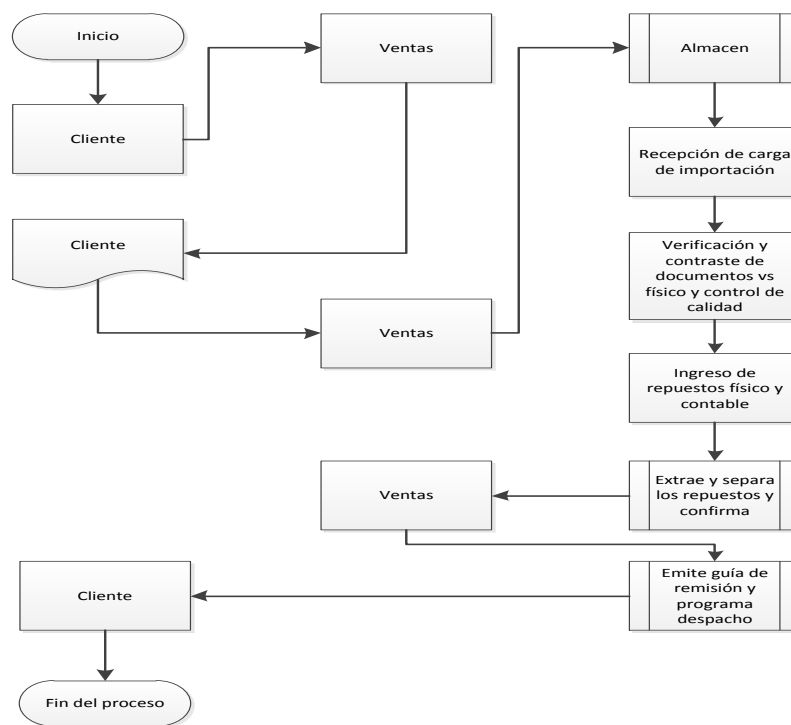 Inicio
Ventas
Almacen
Cliente
Recepción de carga
de importación
Cliente
Verificación y
contraste de
documentos vs
físico y control de
calidad
Ventas
Ingreso de
repuestos físico y
contable
Ventas
Extrae y separa
los repuestos y
confirma
Cliente
Emite guía de
remisión y
programa
despacho
Fin del proceso